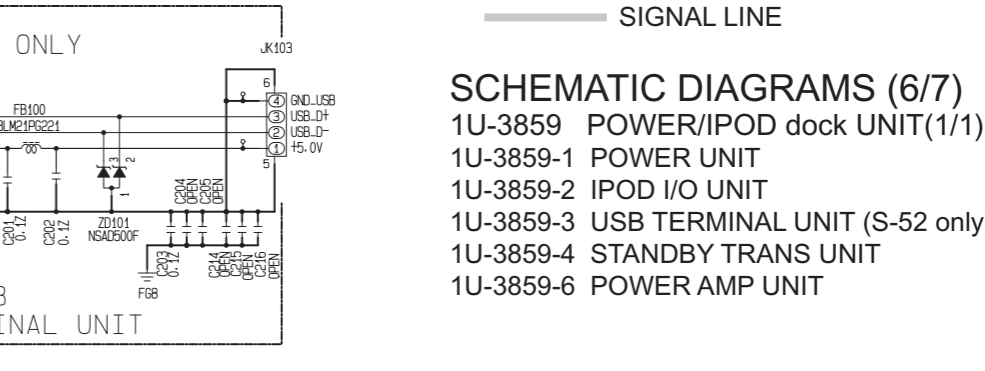 SIGNAL LINE
SCHEMATIC DIAGRAMS (6/7)
1U-3859 POWER/IPOD dock UNIT(1/1)
1U-3859-1 POWER UNIT
1U-3859-2 IPOD I/O UNIT
1U-3859-3 USB TERMINAL UNIT (S-52 only
1U-3859-4 STANDBY TRANS UNIT
1U-3859-6 POWER AMP UNIT
ONLY
JK103
6
4 GND_USB
3 USB_D+
2 USB_D-
1 +5.0V
5
FB100
BLM21PG221
3 2
1
C201
0.1Z
C202
0.1Z
ZD101
NSAD500F
C204
OPEN
C205
OPEN
C203
0.1Z
C214
OPEN
C215
OPEN
C216
OPEN
FG8
INAL UNIT